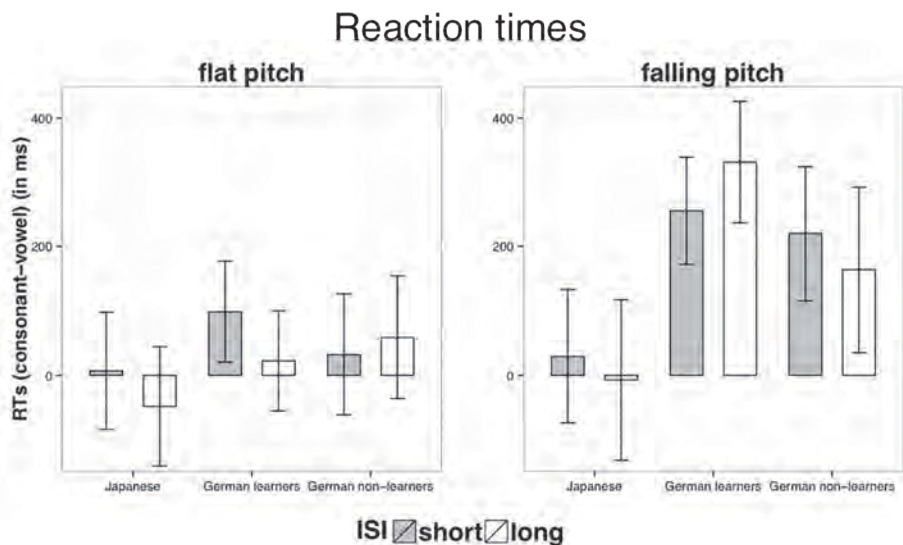 Reaction times
flat pitch
falling pitch
RTs (consonant−vowel) (in ms)
400
200
0
Japanese
German learners
German non−learners
400
200
0
Japanese
German learners
German non−learners
ISI short long